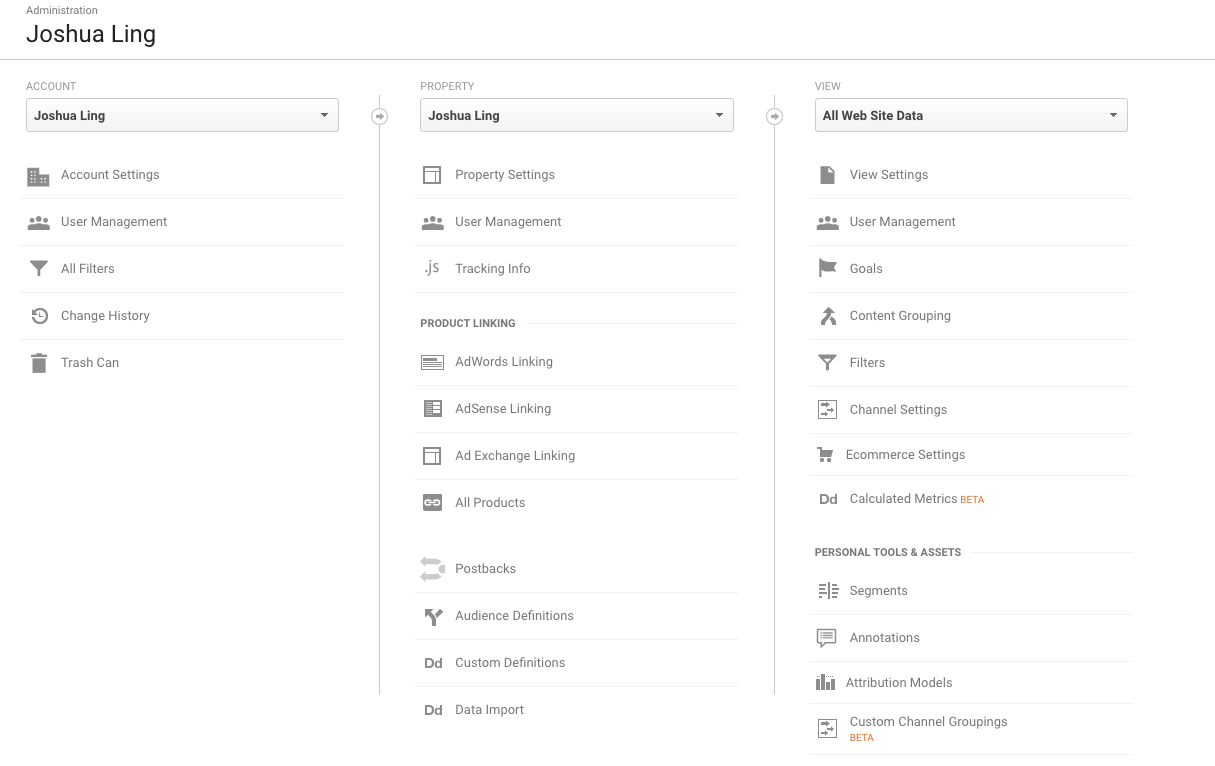 Administration
Joshua Ling
ACCOUNT
Joshua Ling
Account Settings
User Management
All Filters
Change History
Trash Can
PROPERTY
Joshua Ling
Property Settings
User Management
.js Tracking Info
PRODUCT LINKING
AdWords Linking
AdSense Linking
Ad Exchange Linking
All Products
Postbacks
Audience Definitions
Dd Custom Definitions
Dd Data Import
VIEW
All Web Site Data
View Settings
User Management
Goals
Content Grouping
Filters
Channel Settings
Ecommerce Settings
Dd Calculated Metrics BETA
PERSONAL TOOLS & ASSETS
Segments
Annotations
Attribution Models
Custom Channel Groupings
BETA